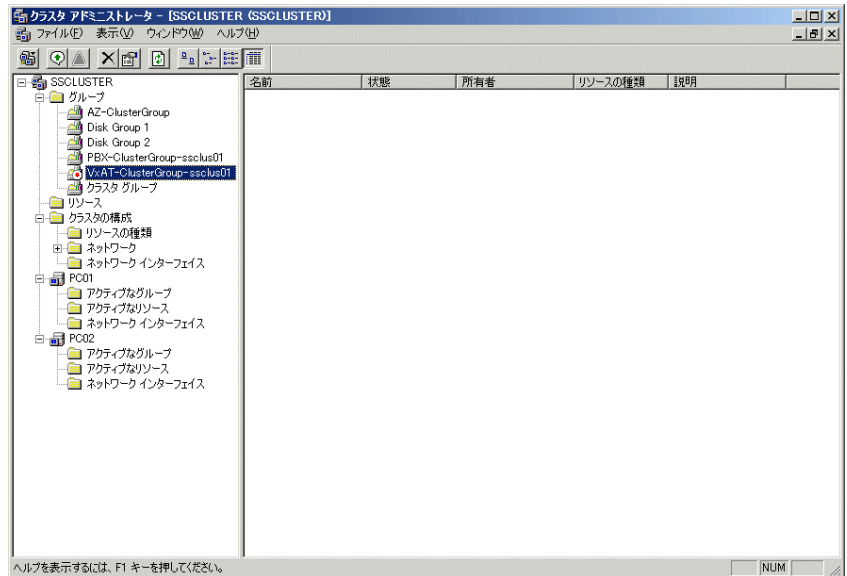 クラスタ アドミニストレータ - [SSCLUSTER (SSCLUSTER)]
ファイル(F) 表示(V) ウィンドウ(W) ヘルプ(H)
名前 状態 所有者 リソースの種類 説明
SSCLUSTER
グループ
AZ-ClusterGroup
Disk Group 1
Disk Group 2
PBX-ClusterGroup-ssclus01
VxAT-ClusterGroup-ssclus01
クラスタ グループ
リソース
クラスタの構成
リソースの種類
ネットワーク
ネットワーク インターフェイス
PC01
アクティブなグループ
アクティブなリソース
ネットワーク インターフェイス
PC02
アクティブなグループ
アクティブなリソース
ネットワーク インターフェイス
ヘルプを表示するには、F1 キーを押してください。 NUM